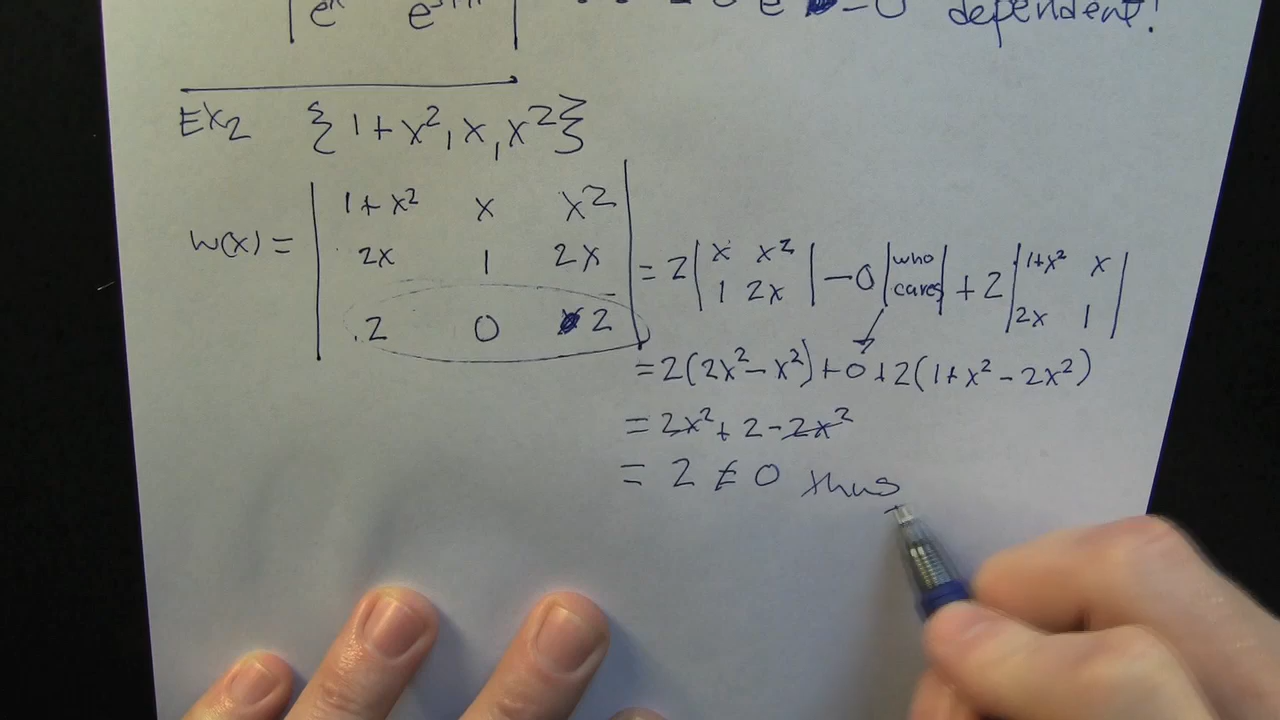 dependent!
EX2 {1+x², x, x²}
W(x) = | 1+x² x x² |
| 2x 1 2x | = 2 | x x² | - 0 | who | + 2 | 1+x² x |
| 1 2x | | cares | | 2x 1 |
| 2 0 2 |
= 2(2x² - x²) + 0 + 2(1+x² - 2x²)
= 2x² + 2 - 2x²
= 2 ≠ 0 thus